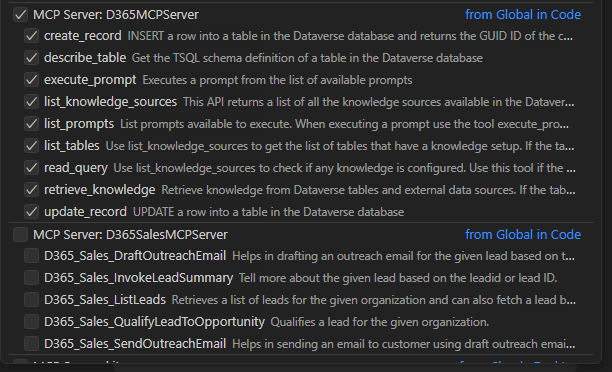 MCP Server: D365MCPServer from Global in Code
create_record INSERT a row into a table in the Dataverse database and returns the GUID ID of the c...
describe_table Get the TSQL schema definition of a table in the Dataverse database
execute_prompt Executes a prompt from the list of available prompts
list_knowledge_sources This API returns a list of all the knowledge sources available in the Dataver...
list_prompts List prompts available to execute. When executing a prompt use the tool execute_pro...
list_tables Use list_knowledge_sources to get the list of tables that have a knowledge setup. If the ta...
read_query Use list_knowledge_sources to check if any knowledge is configured. Use this tool if the ...
retrieve_knowledge Retrieve knowledge from Dataverse tables and external data sources. If the tab...
update_record UPDATE a row into a table in the Dataverse database
MCP Server: D365SalesMCPServer from Global in Code
D365_Sales_DraftOutreachEmail Helps in drafting an outreach email for the given lead based on t...
D365_Sales_InvokeLeadSummary Tell more about the given lead based on the leadid or lead ID.
D365_Sales_ListLeads Retrieves a list of leads for the given organization and can also fetch a lead b...
D365_Sales_QualifyLeadToOpportunity Qualifies a lead for the given organization.
D365_Sales_SendOutreachEmail Helps in sending an email to customer using draft outreach emai...